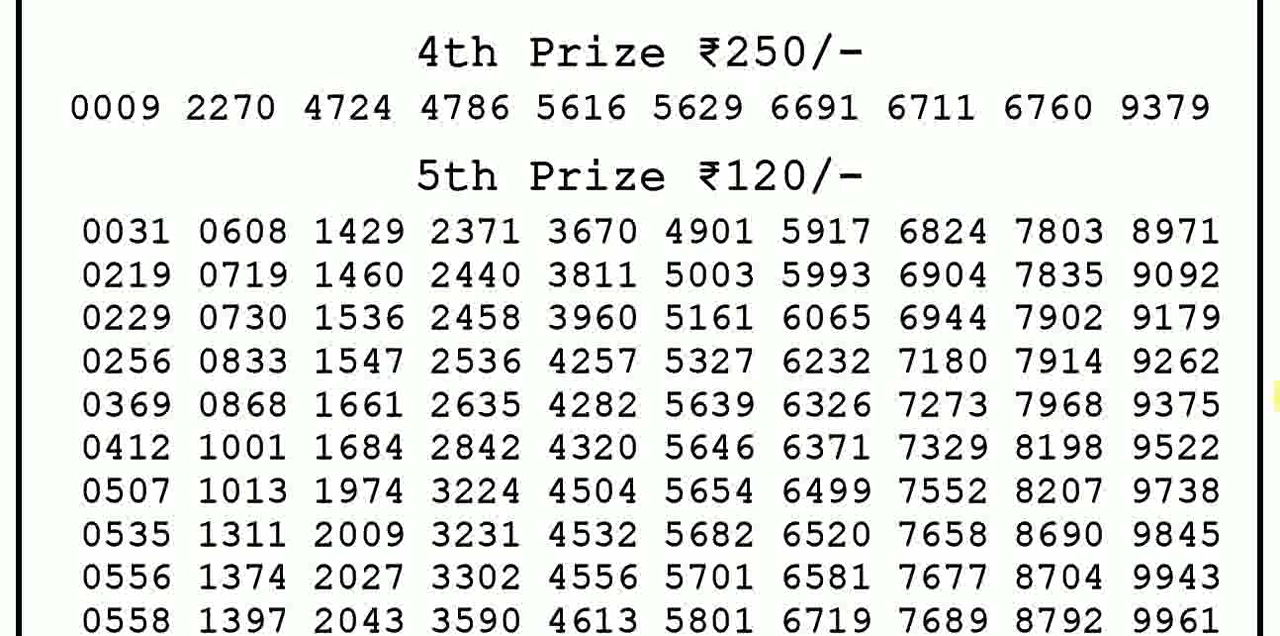 4th Prize ₹250/-
0009 2270 4724 4786 5616 5629 6691 6711 6760 9379
5th Prize ₹120/-
0031 0608 1429 2371 3670 4901 5917 6824 7803 8971
0219 0719 1460 2440 3811 5003 5993 6904 7835 9092
0229 0730 1536 2458 3960 5161 6065 6944 7902 9179
0256 0833 1547 2536 4257 5327 6232 7180 7914 9262
0369 0868 1661 2635 4282 5639 6326 7273 7968 9375
0412 1001 1684 2842 4320 5646 6371 7329 8198 9522
0507 1013 1974 3224 4504 5654 6499 7552 8207 9738
0535 1311 2009 3231 4532 5682 6520 7658 8690 9845
0556 1374 2027 3302 4556 5701 6581 7677 8704 9943
0558 1397 2043 3590 4613 5801 6719 7689 8792 9961